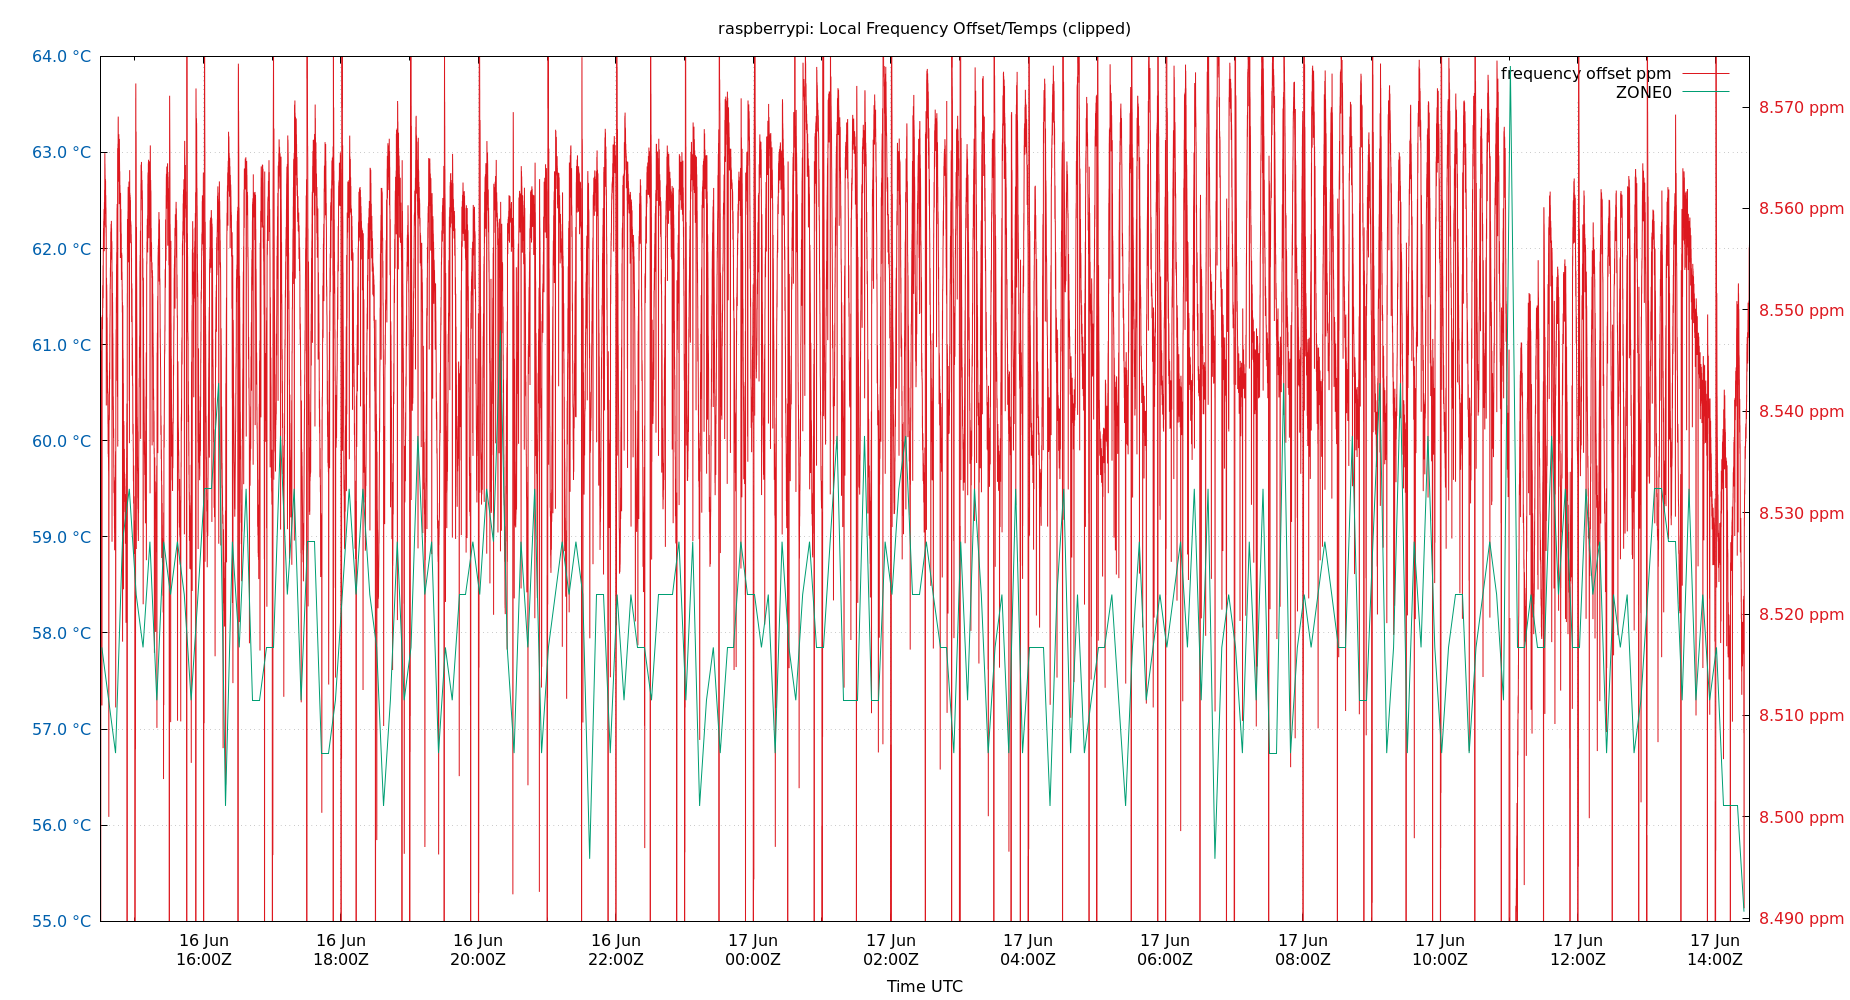 raspberrypi: Local Frequency Offset/Temps (clipped)
64.0 °C
63.0 °C
62.0 °C
61.0 °C
60.0 °C
59.0 °C
58.0 °C
57.0 °C
56.0 °C
55.0 °C
frequency offset ppm
ZONE0
8.570 ppm
8.560 ppm
8.550 ppm
8.540 ppm
8.530 ppm
8.520 ppm
8.510 ppm
8.500 ppm
8.490 ppm
16 Jun 16 Jun 16 Jun 16 Jun 17 Jun 17 Jun 17 Jun 17 Jun 17 Jun 17 Jun 17 Jun 17 Jun
16:00Z 18:00Z 20:00Z 22:00Z 00:00Z 02:00Z 04:00Z 06:00Z 08:00Z 10:00Z 12:00Z 14:00Z
Time UTC